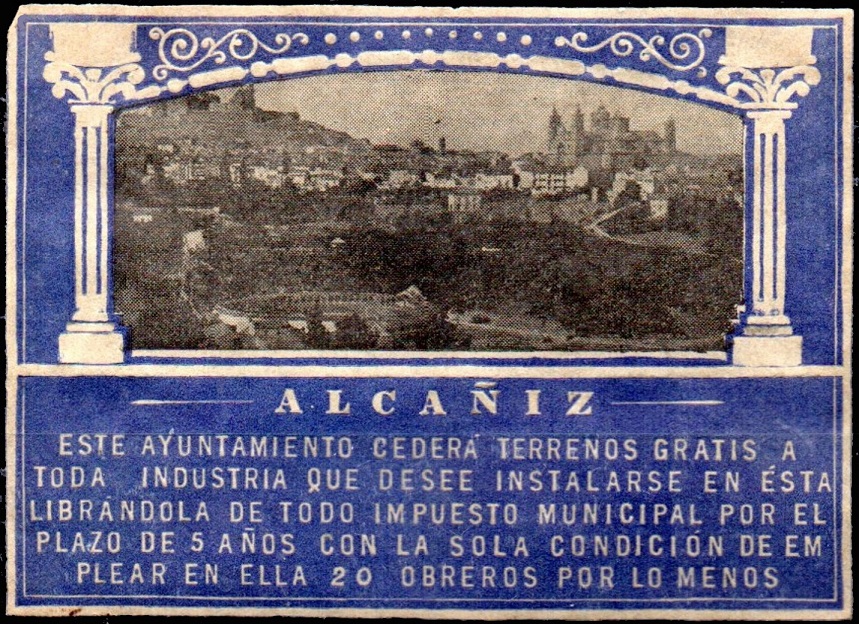 ALCAÑIZ
ESTE AYUNTAMIENTO CEDERÁ TERRENOS GRATIS A
TODA INDUSTRIA QUE DESEE INSTALARSE EN ÉSTA
LIBRÁNDOLA DE TODO IMPUESTO MUNICIPAL POR EL
PLAZO DE 5 AÑOS CON LA SOLA CONDICIÓN DE EM
PLEAR EN ELLA 20 OBREROS POR LO MENOS